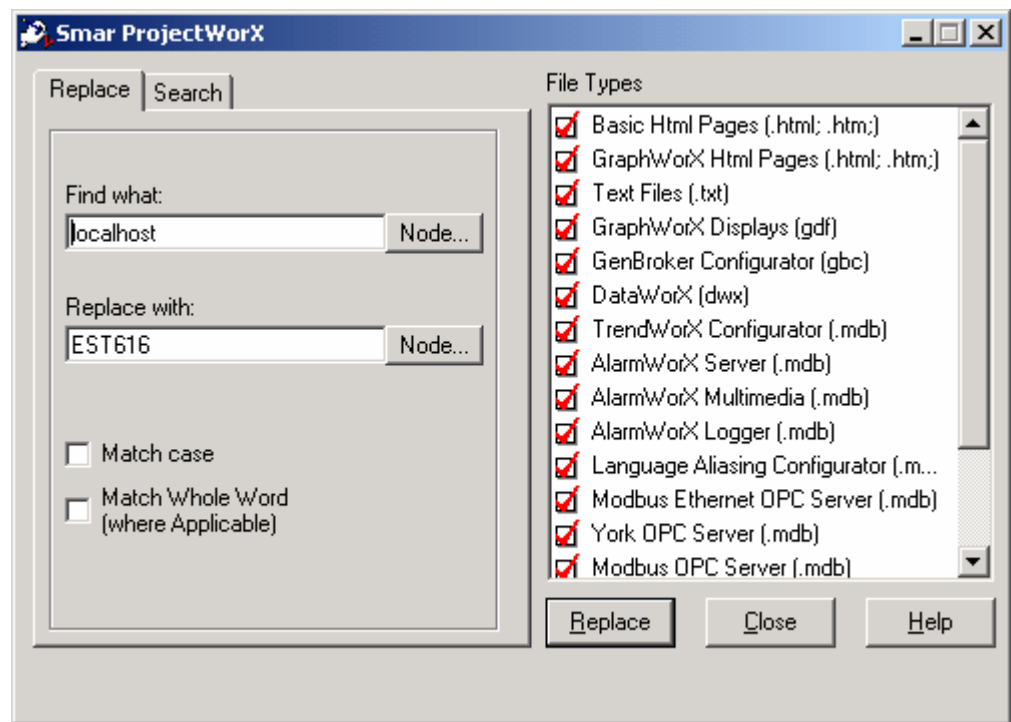 Smar ProjectWorX
Replace
Search
Find what:
localhost
Node...
Replace with:
EST616
Node...
Match case
Match Whole Word
(where Applicable)
File Types
Basic Html Pages (.html; .htm;)
GraphWorX Html Pages (.html; .htm;)
Text Files (.txt)
GraphWorX Displays (gdf)
GenBroker Configurator (gbc)
DataWorX (dwx)
TrendWorX Configurator (.mdb)
AlarmWorX Server (.mdb)
AlarmWorX Multimedia (.mdb)
AlarmWorX Logger (.mdb)
Language Aliasing Configurator (.m...
Modbus Ethernet OPC Server (.mdb)
York OPC Server (.mdb)
Modbus OPC Server (.mdb)
Replace
Close
Help